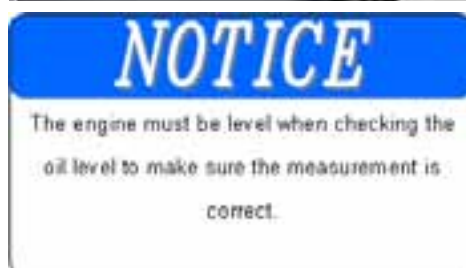 NOTICE
The engine must be level when checking the
oil level to make sure the measurement is
correct.